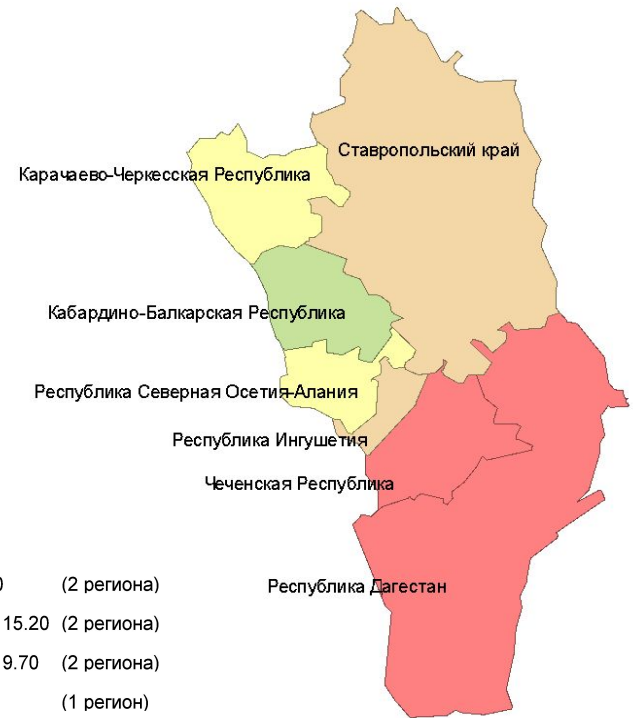 Ставропольский край
Карачаево-Черкесская Республика
Кабардино-Балкарская Республика
Республика Северная Осетия-Алания
Республика Ингушетия
Чеченская Республика
Республика Дагестан
0 (2 региона)
15.20 (2 региона)
9.70 (2 региона)
(1 регион)